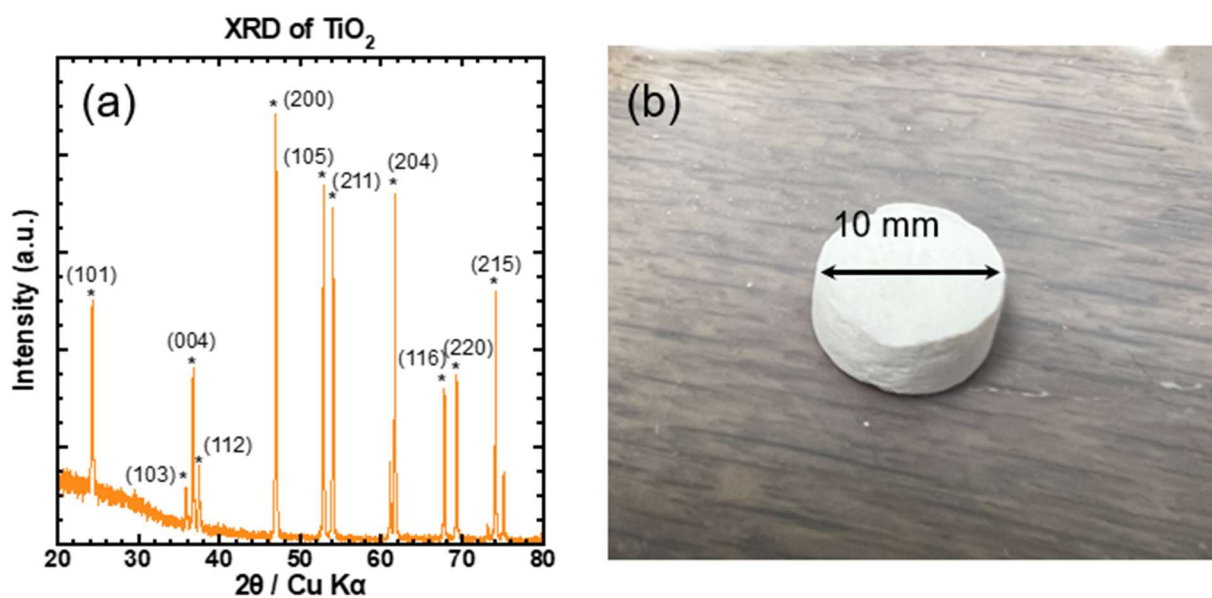 XRD of TiO₂
(a)
* (200)
(105)
*
* (211)
(204)
*
(101)
*
(215)
*
(004)
*
(116)
*
(220)
*
* (112)
(103) *
Intensity (a.u.)
20 30 40 50 60 70 80
2θ / Cu Kα
(b)
10 mm